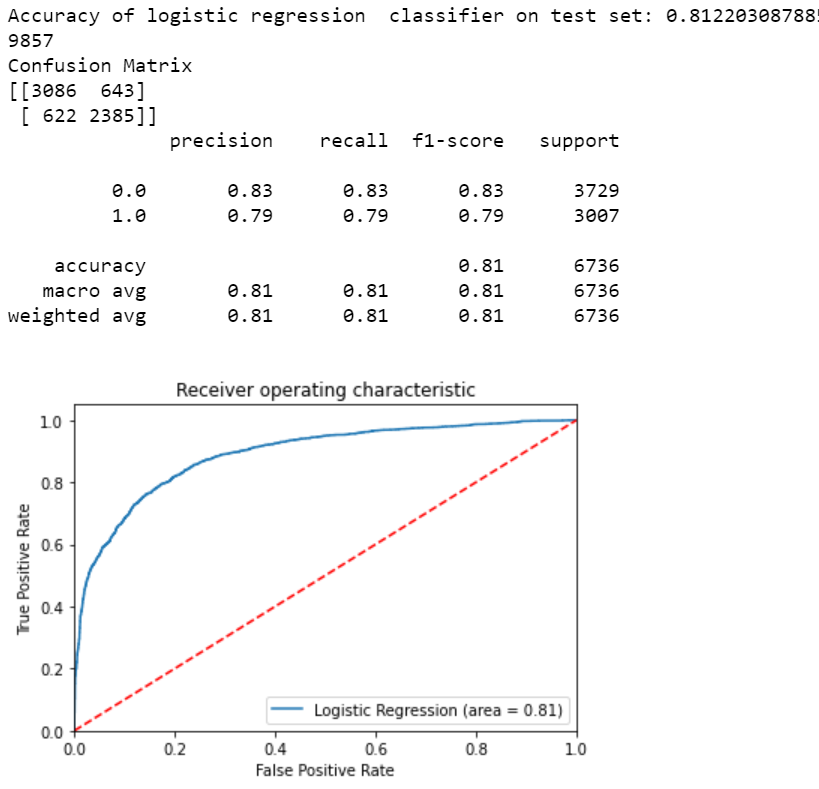 Accuracy of logistic regression  classifier on test set: 0.812203087885
9857
Confusion Matrix
[[3086  643]
 [ 622 2385]]
              precision    recall  f1-score   support

         0.0       0.83      0.83      0.83      3729
         1.0       0.79      0.79      0.79      3007

    accuracy                           0.81      6736
   macro avg       0.81      0.81      0.81      6736
weighted avg       0.81      0.81      0.81      6736
Receiver operating characteristic
1.0
0.8
0.6
0.4
0.2
0.0
True Positive Rate
Logistic Regression (area = 0.81)
0.0 0.2 0.4 0.6 0.8 1.0
False Positive Rate